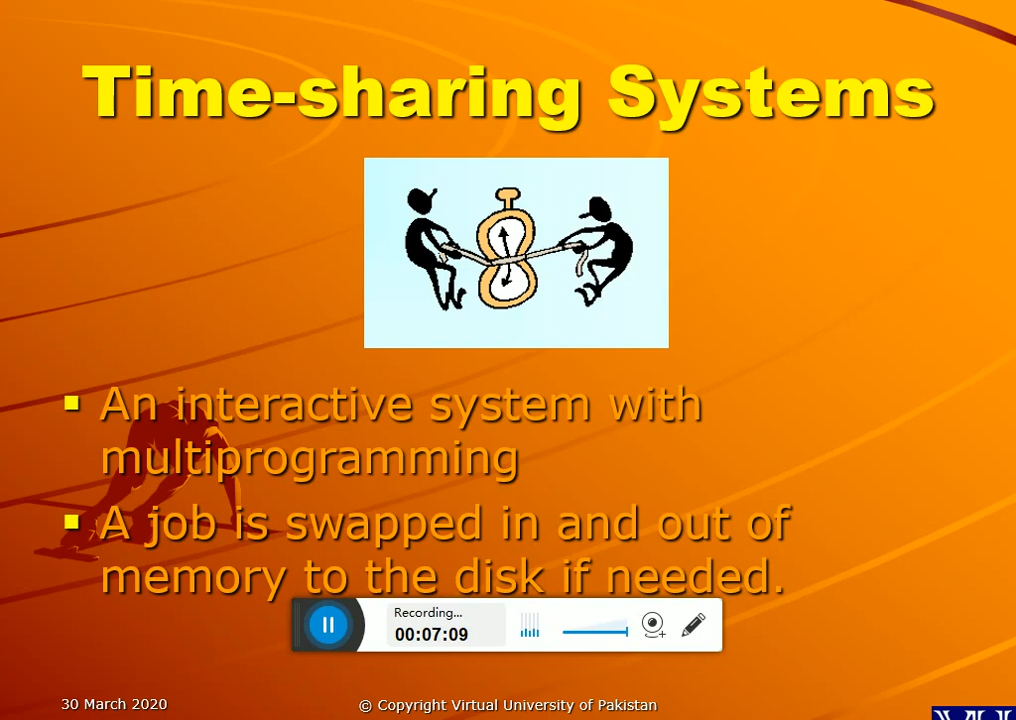 Time-sharing Systems
An interactive system with
multiprogramming
A job is swapped in and out of
memory to the disk if needed.
Recording...
00:07:09
30 March 2020
© Copyright Virtual University of Pakistan